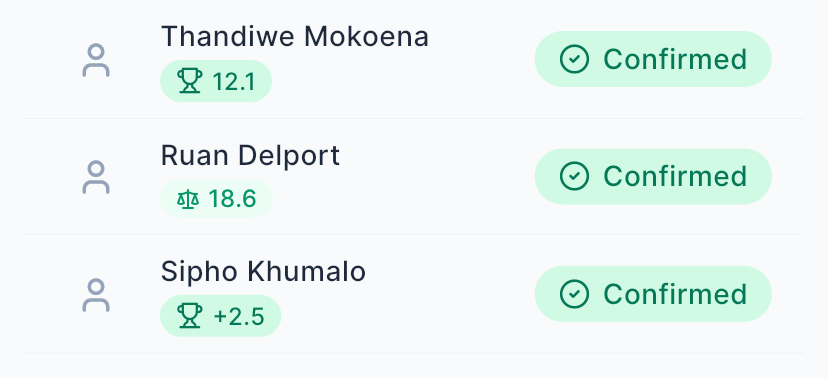 Thandiwe Mokoena
12.1
Confirmed
Ruan Delport
18.6
Confirmed
Sipho Khumalo
+2.5
Confirmed